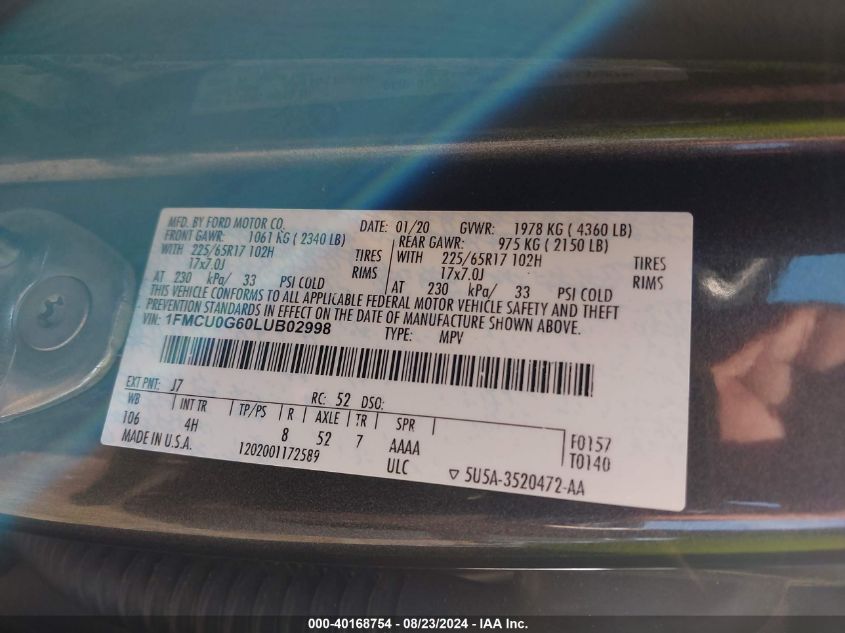 MFD. BY FORD MOTOR CO. DATE: 01/20 GVWR: 1978 KG ( 4360 LB)
FRONT GAWR: 1061 KG ( 2340 LB) REAR GAWR: 975 KG ( 2150 LB)
WITH 225/65R17 102H TIRES WITH 225/65R17 102H TIRES
17x7.0J RIMS 17x7.0J RIMS
AT 230 kPa/ 33 PSI COLD AT 230 kPa/ 33 PSI COLD
THIS VEHICLE CONFORMS TO ALL APPLICABLE FEDERAL MOTOR VEHICLE SAFETY AND THEFT
PREVENTION STANDARDS IN EFFECT ON THE DATE OF MANUFACTURE SHOWN ABOVE.
VIN: 1FMCU0G60LUB02998 TYPE: MPV
EXT PNT: J7 RC: 52 DSO:
WB INT TR TP/PS R AXLE TR SPR
106 4H 8 52 7 AAAA F0157
MADE IN U.S.A. 1202001172589 ULC T0140
▽ 5U5A-3520472-AA
000-40168754 - 08/23/2024 - IAA Inc.